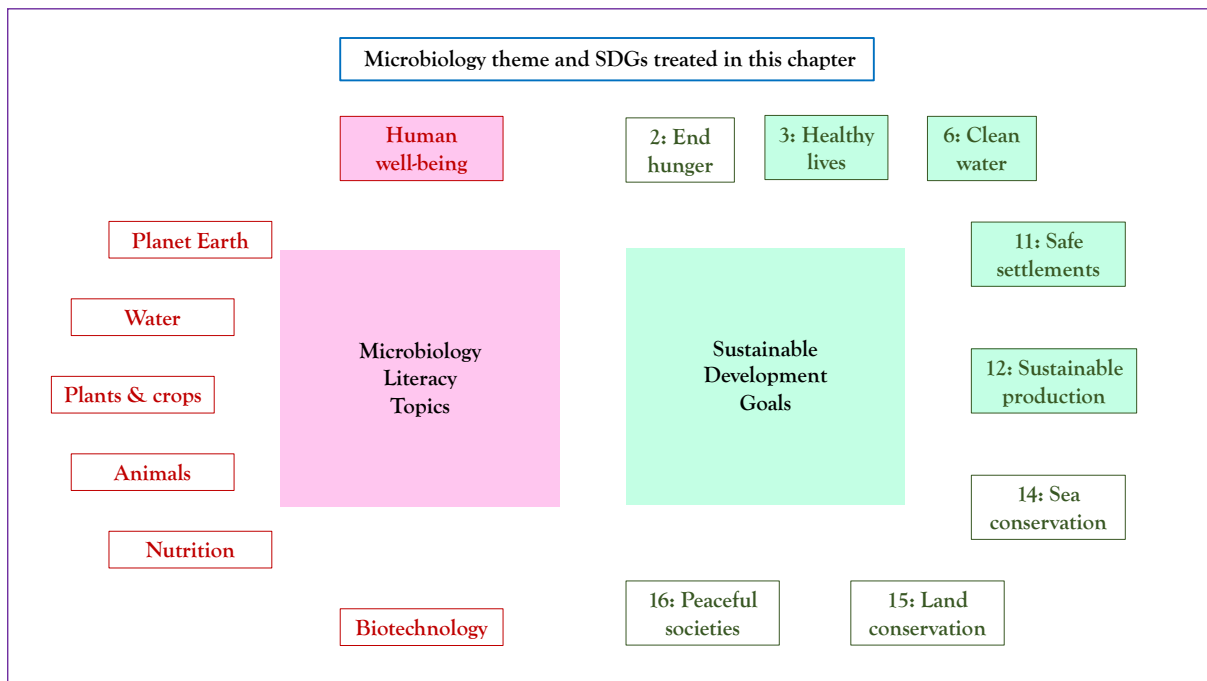 Microbiology theme and SDGs treated in this chapter
Human
well-being
2: End
hunger
3: Healthy
lives
6: Clean
water
Planet Earth
11: Safe
settlements
Water
Microbiology
Literacy
Topics
Sustainable
Development
Goals
Plants & crops
12: Sustainable
production
Animals
14: Sea
conservation
Nutrition
Biotechnology
16: Peaceful
societies
15: Land
conservation